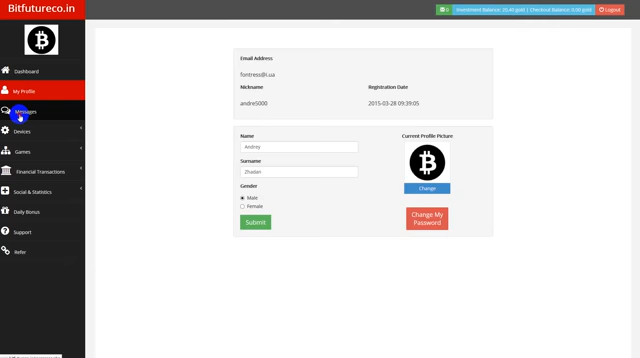 Bitfutureco.in
0
Investment Balance: 25.40 gold | Checkout Balance: 0.00 gold
Logout
Dashboard
My Profile
Messages
Devices
Games
Financial Transactions
Social & Statistics
Daily Bonus
Support
Refer
Email Address
fontress@i.ua
Nickname
Registration Date
andre5000
2015-03-28 09:39:05
Name
Andrey
Surname
Zhadan
Gender
Male
Female
Submit
Current Profile Picture
Change
Change My
Password